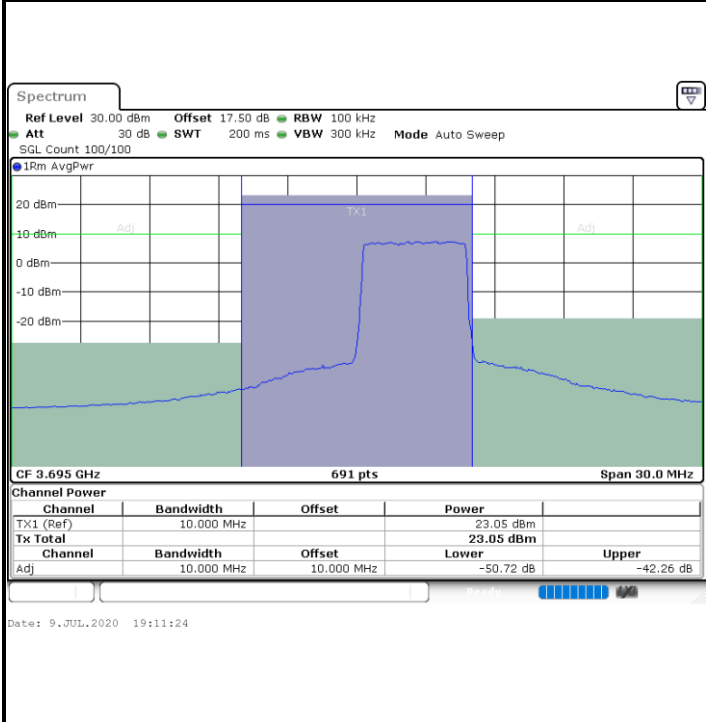 Spectrum
Ref Level 30.00 dBm Offset 17.50 dB RBW 100 kHz
Att 30 dB SWT 200 ms VBW 300 kHz Mode Auto Sweep
SGL Count 100/100
1Rm AvgPwr
20 dBm
TX1
10 dBm Adj Adj
0 dBm
-10 dBm
-20 dBm
CF 3.695 GHz 691 pts Span 30.0 MHz
Channel Power
Channel Bandwidth Offset Power
TX1 (Ref) 10.000 MHz 23.05 dBm
Tx Total 23.05 dBm
Channel Bandwidth Offset Lower Upper
Adj 10.000 MHz 10.000 MHz -50.72 dB -42.26 dB
Ready
Date: 9.JUL.2020 19:11:24